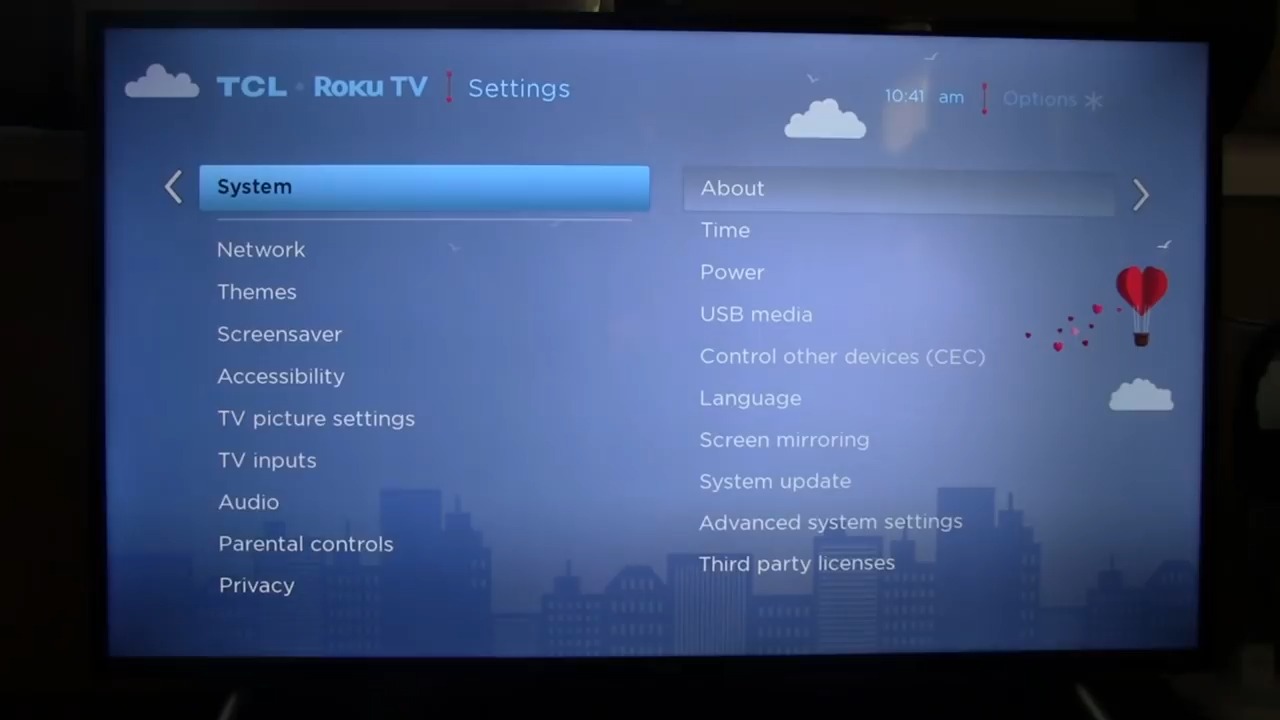 TCL Roku TV Settings
10:41 am Options
System
Network
Themes
Screensaver
Accessibility
TV picture settings
TV inputs
Audio
Parental controls
Privacy
About
Time
Power
USB media
Control other devices (CEC)
Language
Screen mirroring
System update
Advanced system settings
Third party licenses